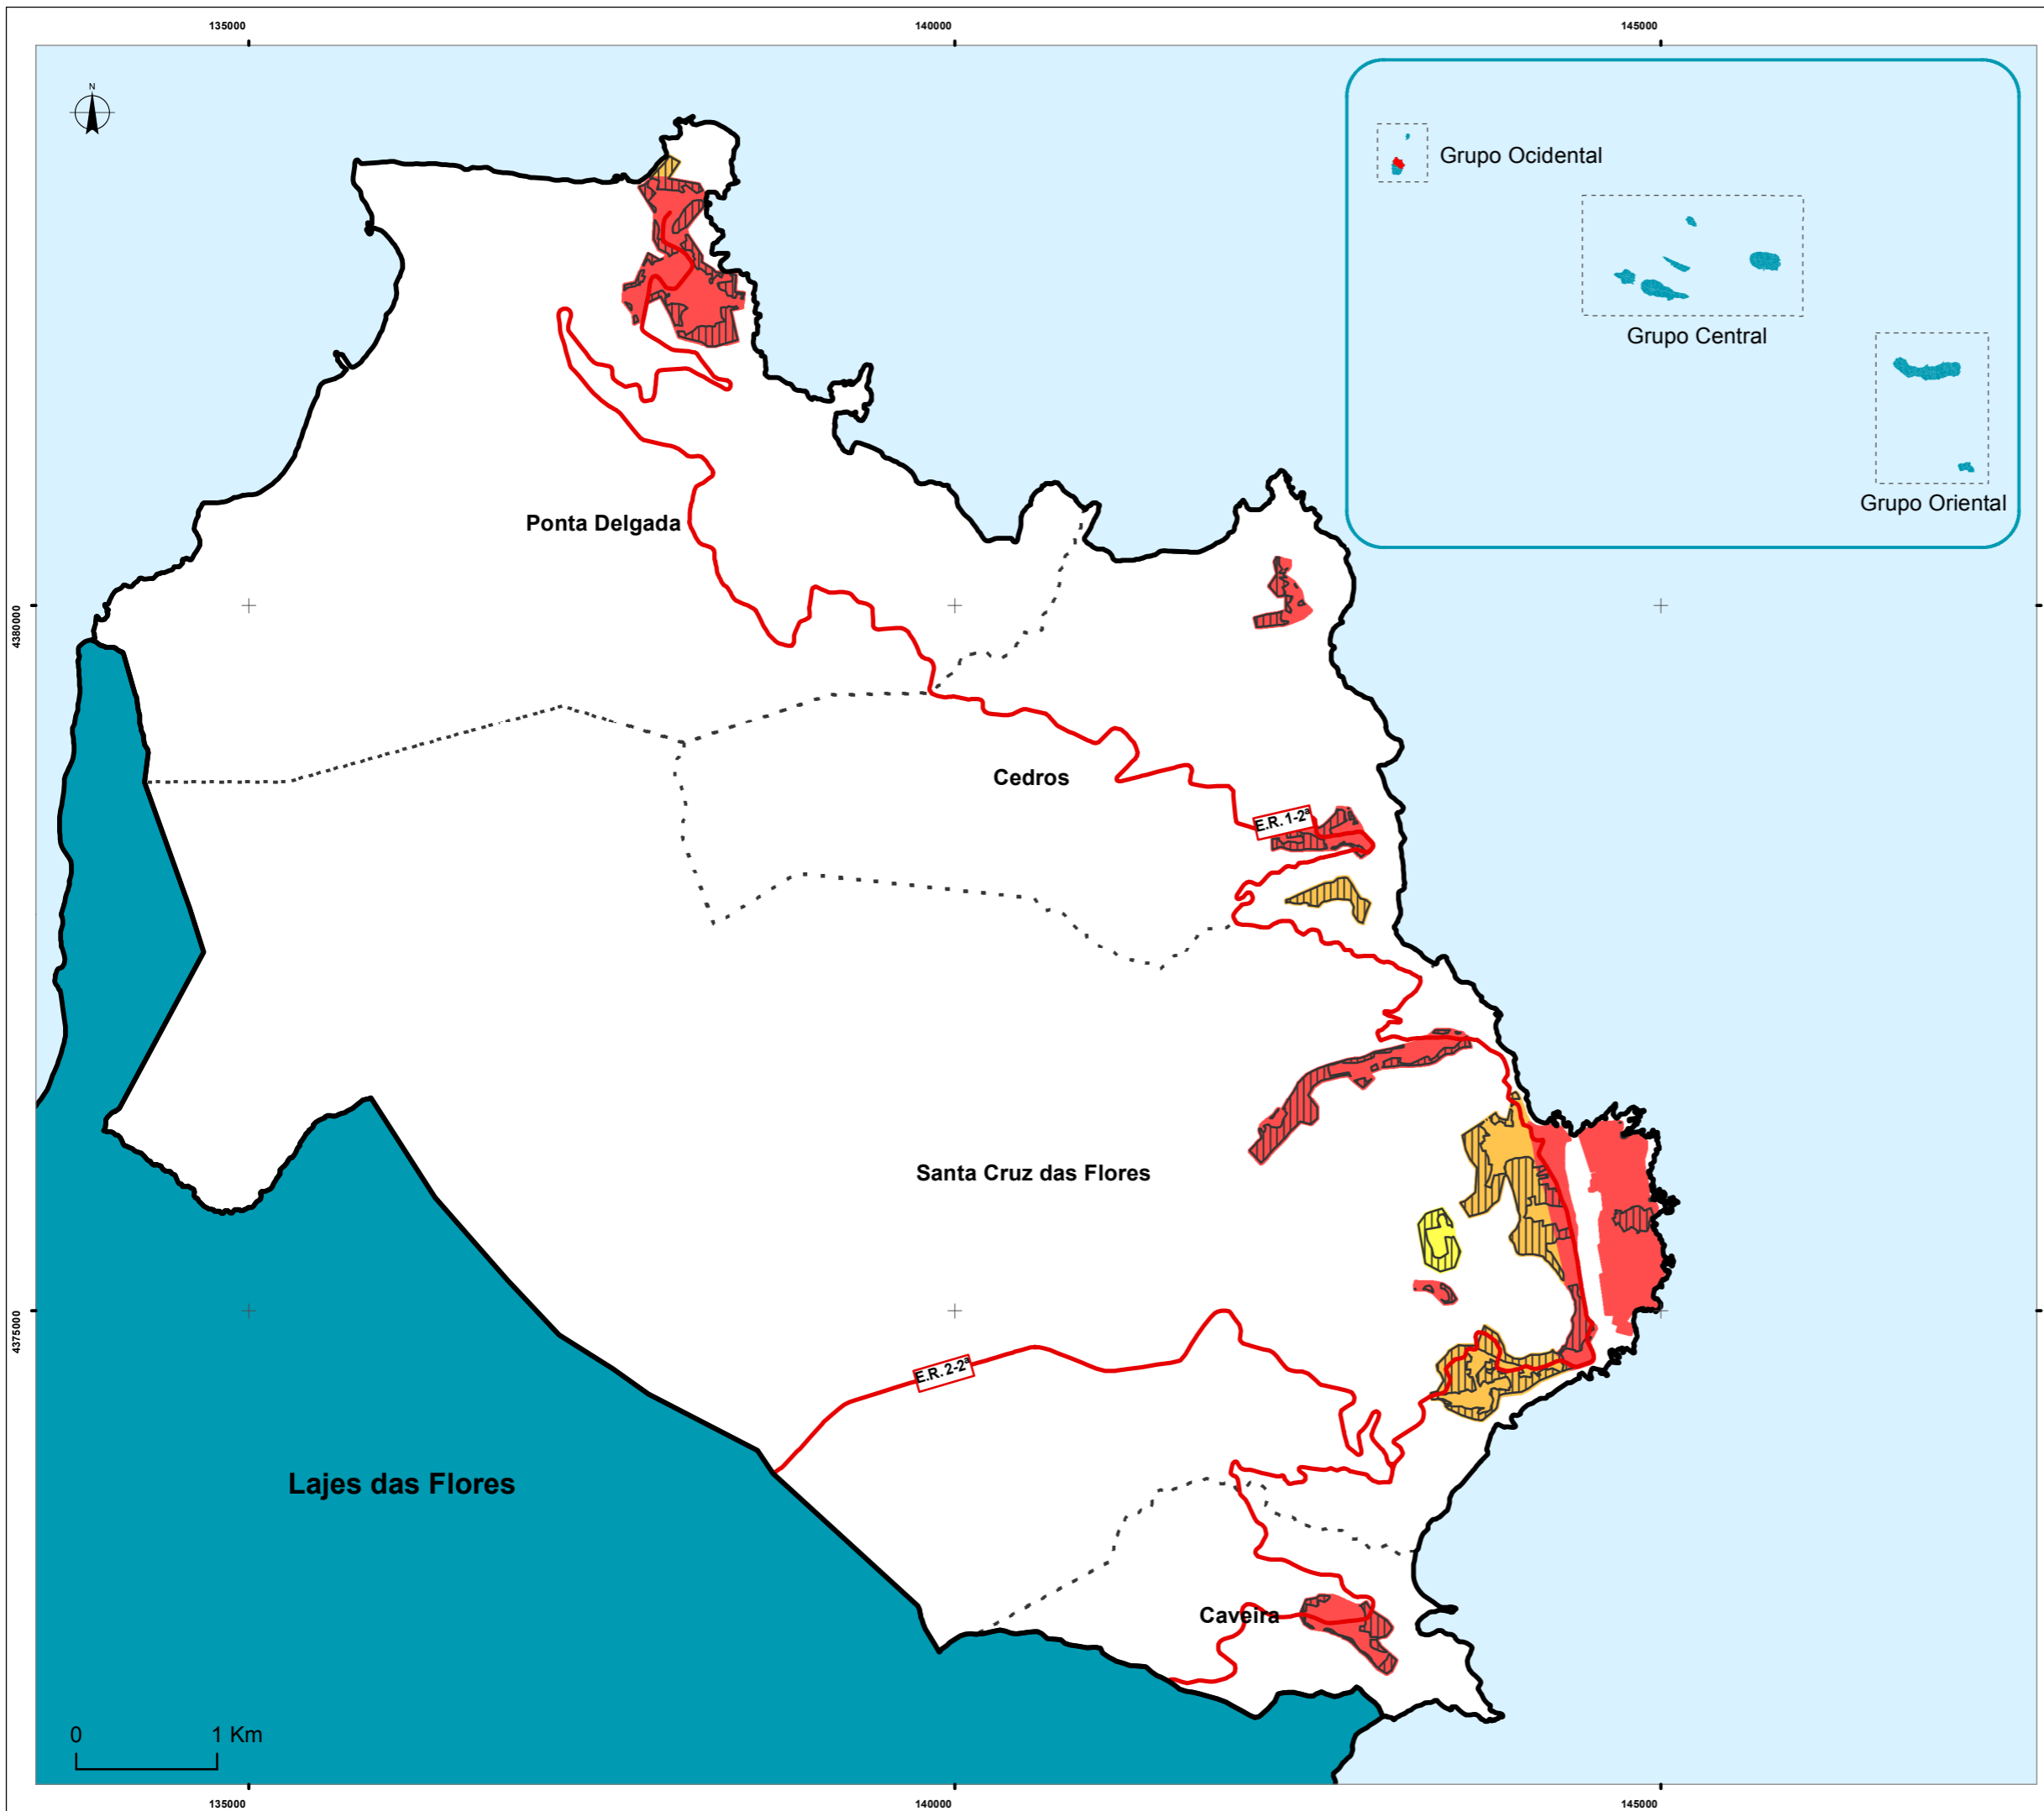 135000
140000
145000
N
Grupo Ocidental
Grupo Central
Grupo Oriental
Ponta Delgada
4380000
Cedros
E.R. 1-2ª
Santa Cruz das Flores
4375000
E.R. 2-2ª
Lajes das Flores
Caveira
0 1 Km
135000
140000
145000